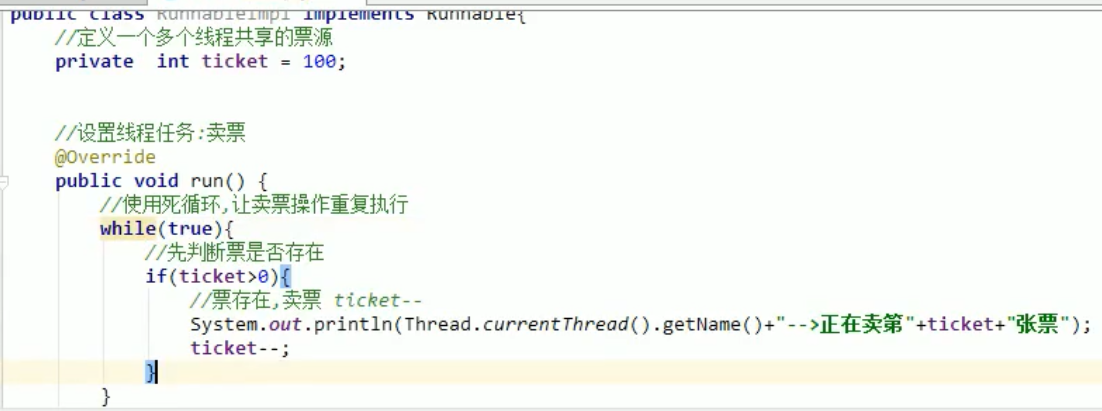 public class RunnableImpl implements Runnable{
//定义一个多个线程共享的票源
private  int ticket = 100;
//设置线程任务:卖票
@Override
public void run() {
//使用死循环,让卖票操作重复执行
while(true){
//先判断票是否存在
if(ticket>0){
//票存在,卖票 ticket--
System.out.println(Thread.currentThread().getName()+"-->正在卖第"+ticket+"张票");
ticket--;
}
}